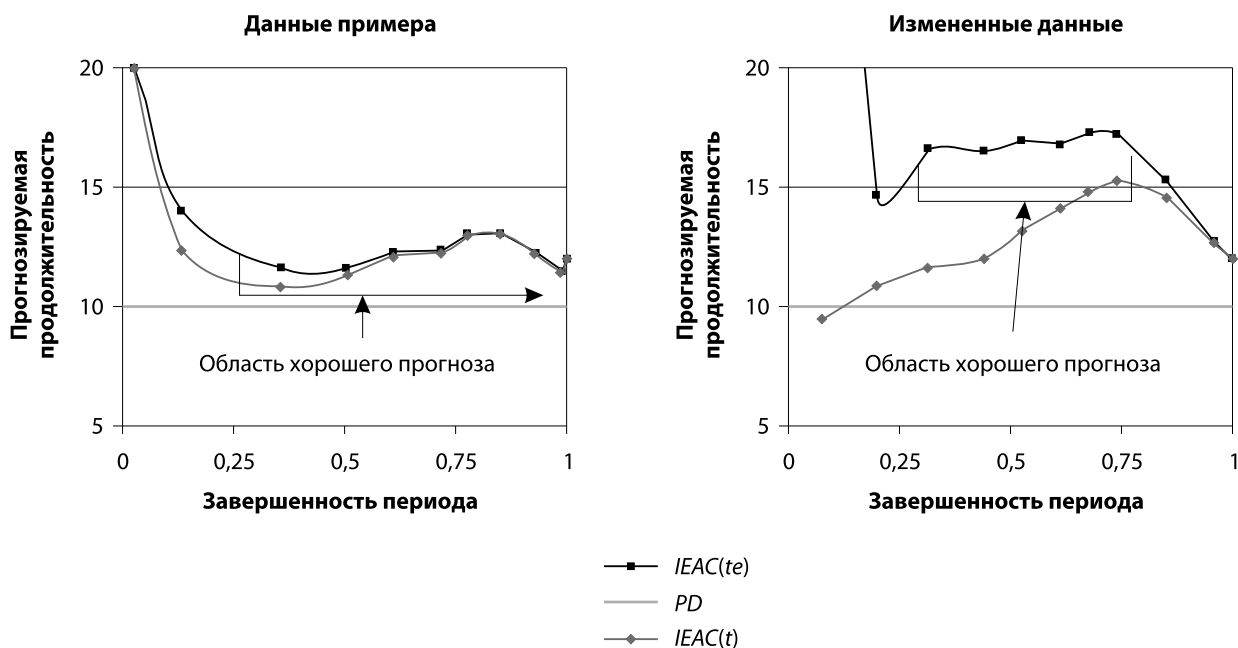 Данные примера
20
15
10
5
0
0,25
0,5
0,75
1
Прогнозируемая
продолжительность
Область хорошего прогноза
Завершенность периода
Измененные данные
20
15
10
5
0
0,25
0,5
0,75
1
Прогнозируемая
продолжительность
Область хорошего прогноза
Завершенность периода
IEAC(te)
PD
IEAC(t)